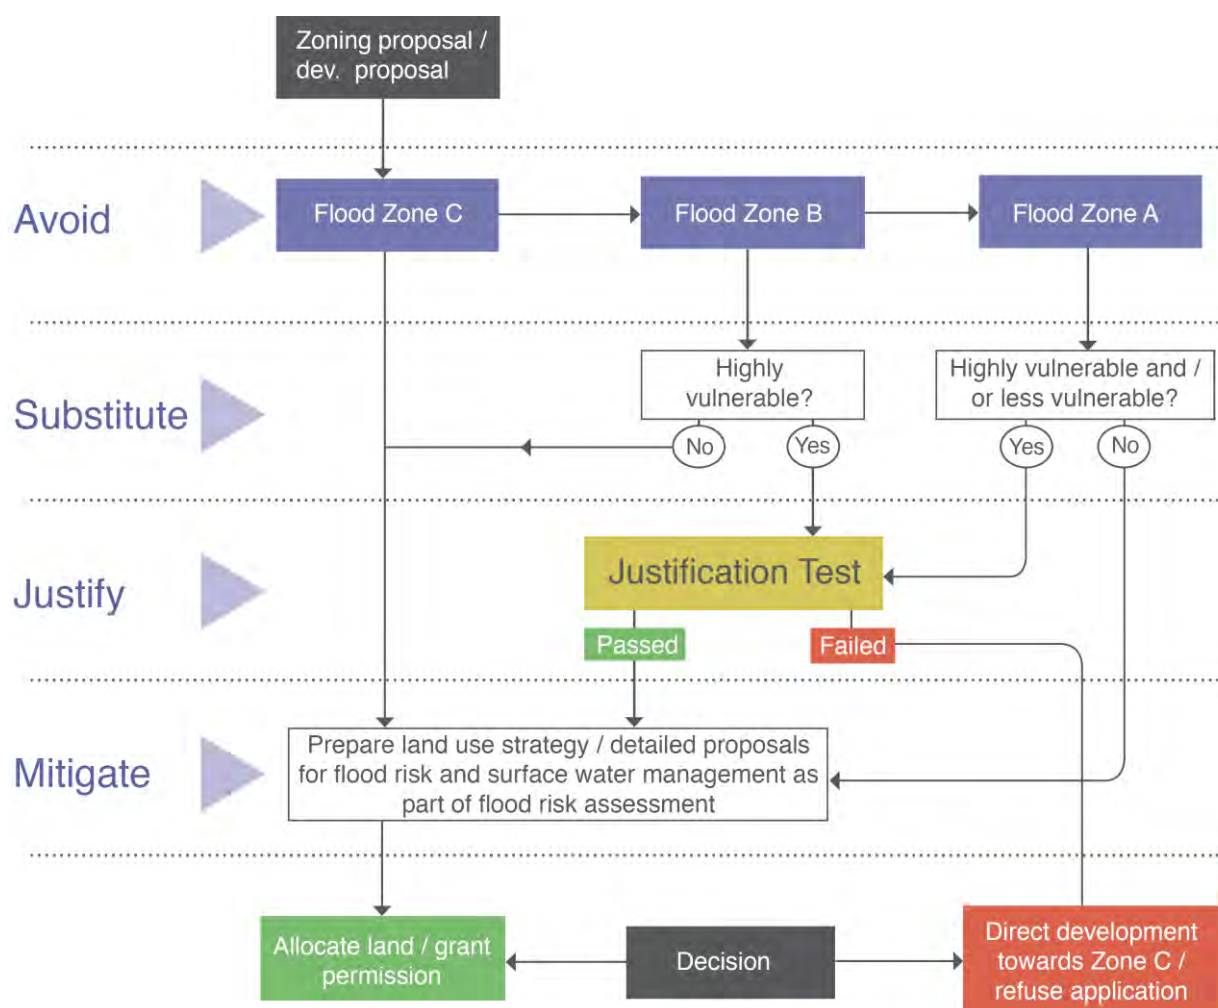 Zoning proposal /
dev. proposal
Avoid
Flood Zone C
Flood Zone B
Flood Zone A
Substitute
Highly
vulnerable?
No
Yes
Highly vulnerable and /
or less vulnerable?
Yes
No
Justify
Justification Test
Passed
Failed
Mitigate
Prepare land use strategy / detailed proposals
for flood risk and surface water management as
part of flood risk assessment
Allocate land / grant
permission
Decision
Direct development
towards Zone C /
refuse application